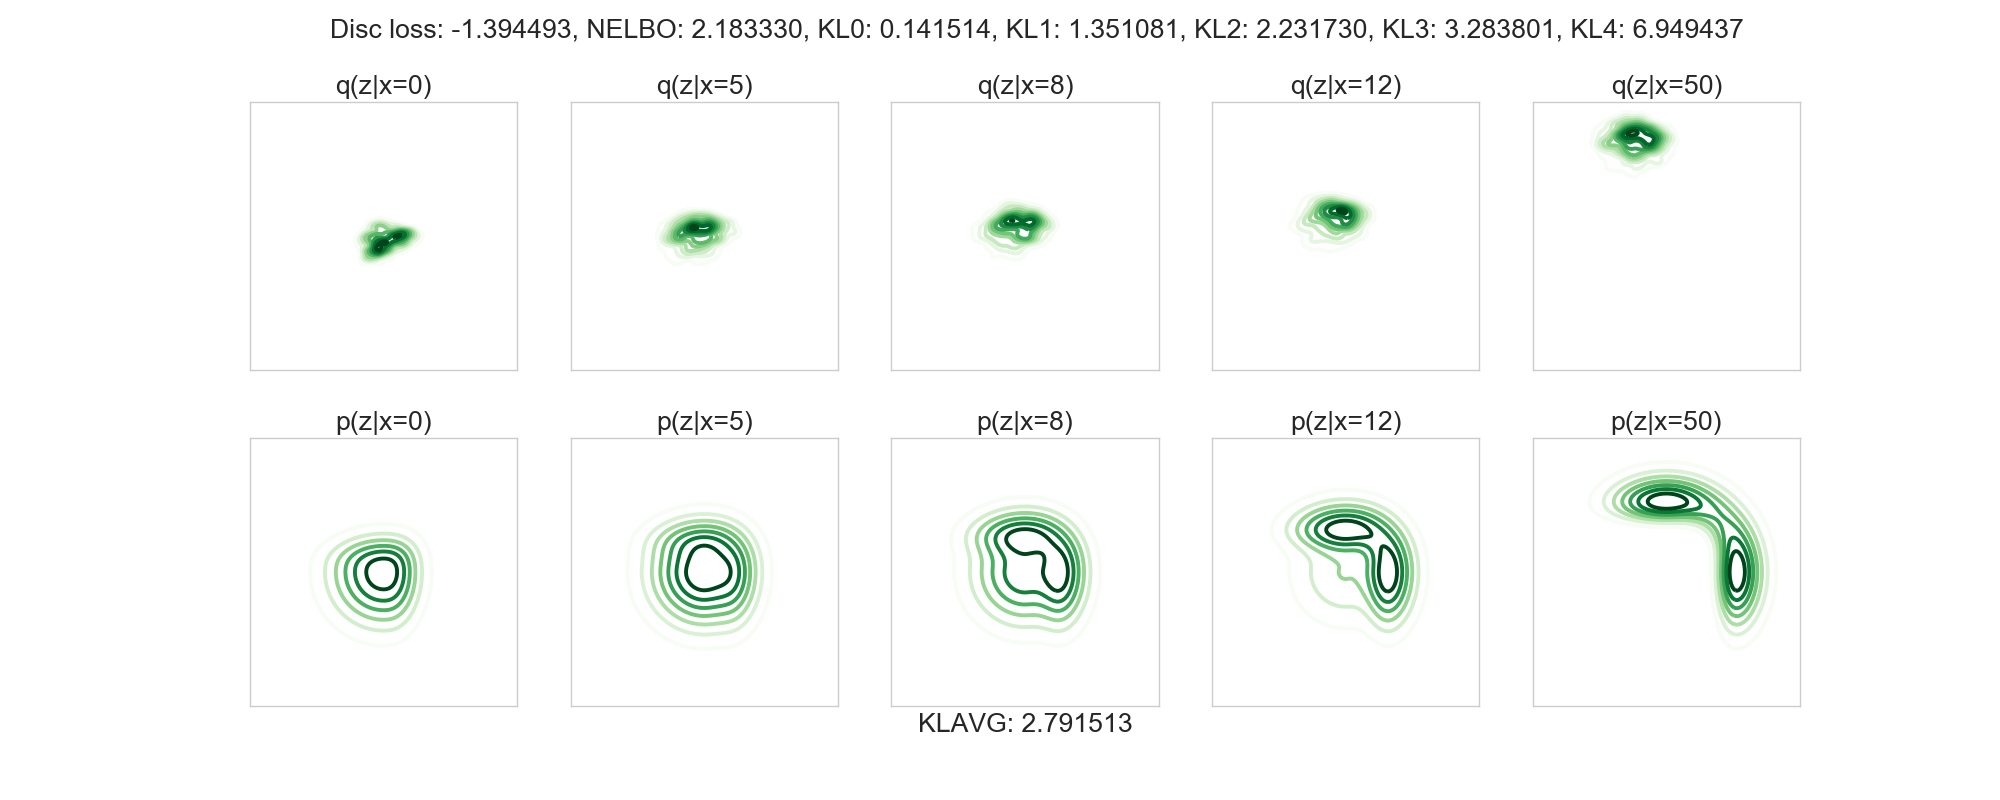 Disc loss: -1.394493, NELBO: 2.183330, KL0: 0.141514, KL1: 1.351081, KL2: 2.231730, KL3: 3.283801, KL4: 6.949437
q(z|x=0)
q(z|x=5)
q(z|x=8)
q(z|x=12)
q(z|x=50)
p(z|x=0)
p(z|x=5)
p(z|x=8)
p(z|x=12)
p(z|x=50)
KLAVG: 2.791513